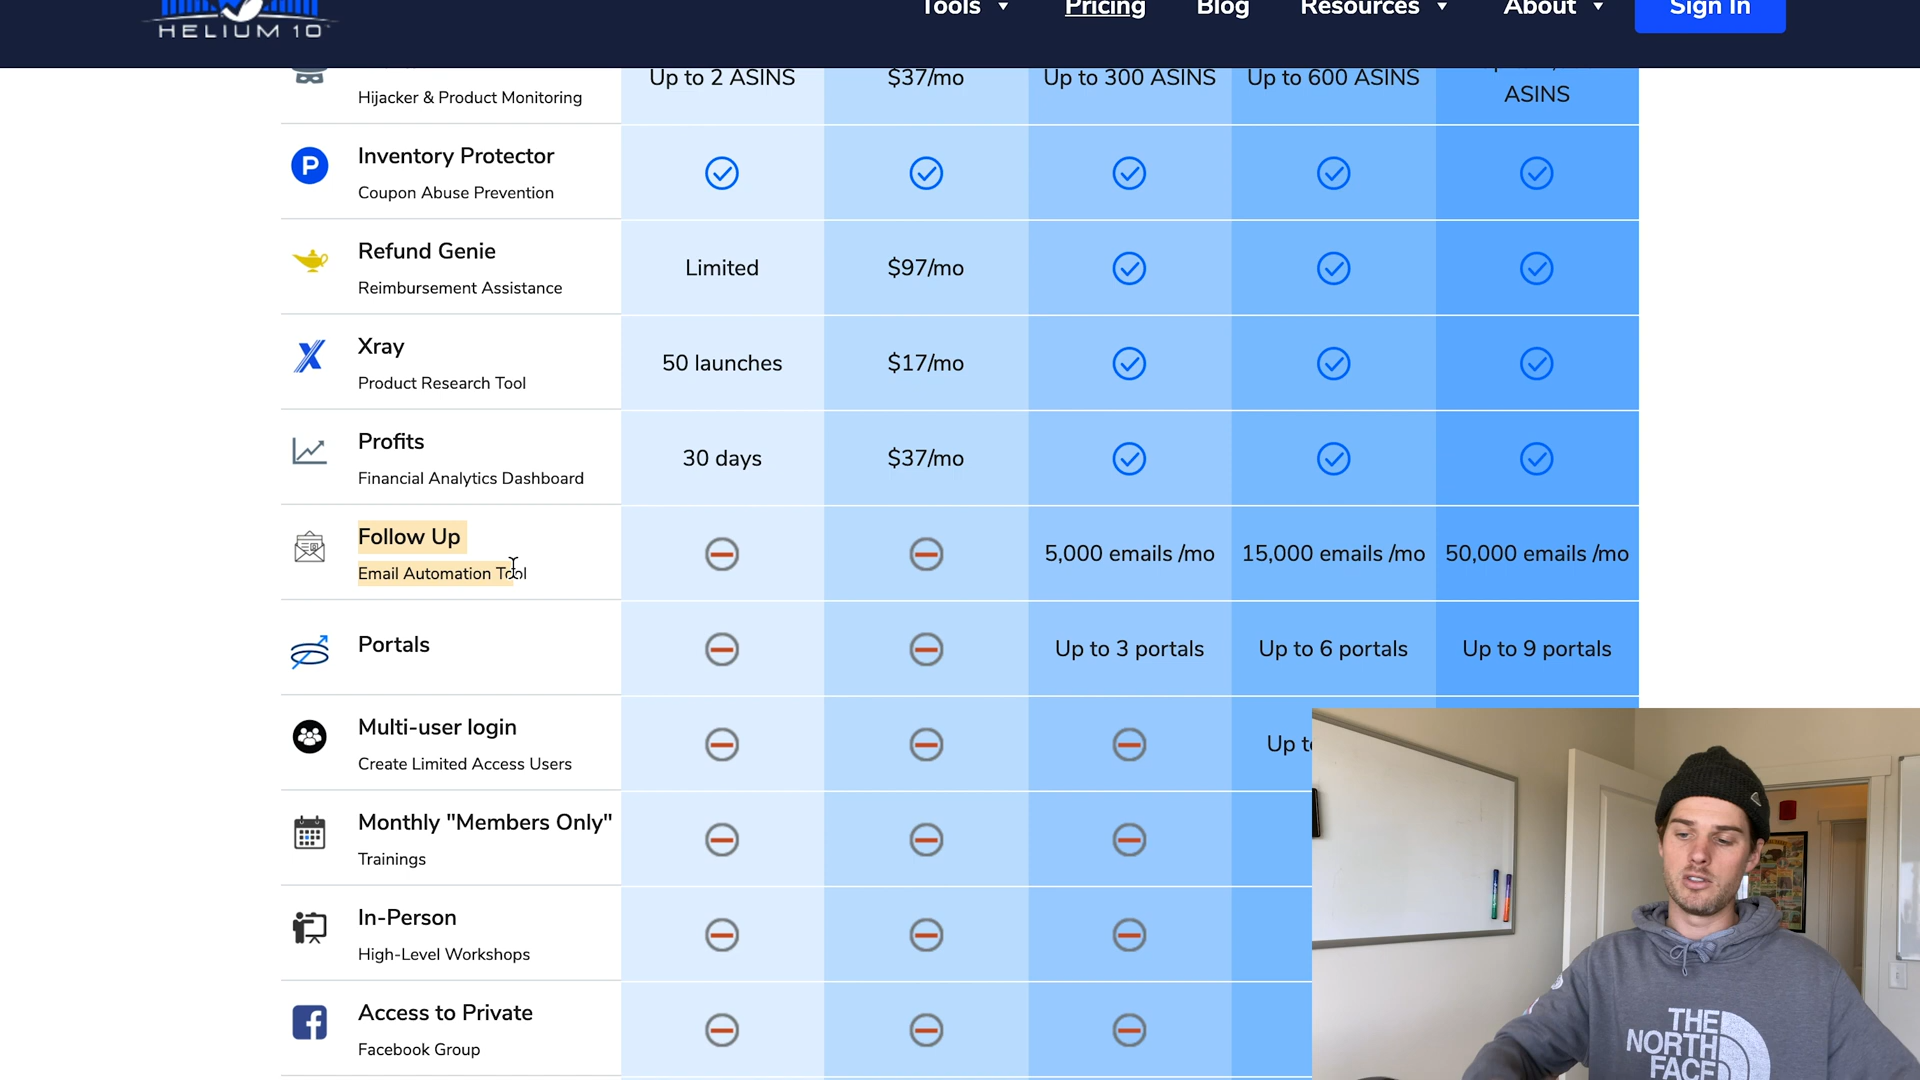 Tools ▼ Pricing Blog Resources ▼ About ▼ Sign In
HELIUM 10
Hijacker & Product Monitoring Up to 2 ASINS $37/mo Up to 300 ASINS Up to 600 ASINS ASINS
P Inventory Protector
Coupon Abuse Prevention
Refund Genie
Reimbursement Assistance Limited $97/mo
Xray
Product Research Tool 50 launches $17/mo
Profits
Financial Analytics Dashboard 30 days $37/mo
Follow Up
Email Automation Tool 5,000 emails /mo 15,000 emails /mo 50,000 emails /mo
Portals Up to 3 portals Up to 6 portals Up to 9 portals
Multi-user login
Create Limited Access Users Up to
Monthly "Members Only"
Trainings
In-Person
High-Level Workshops
Access to Private
Facebook Group
THE
NORTH
FACE